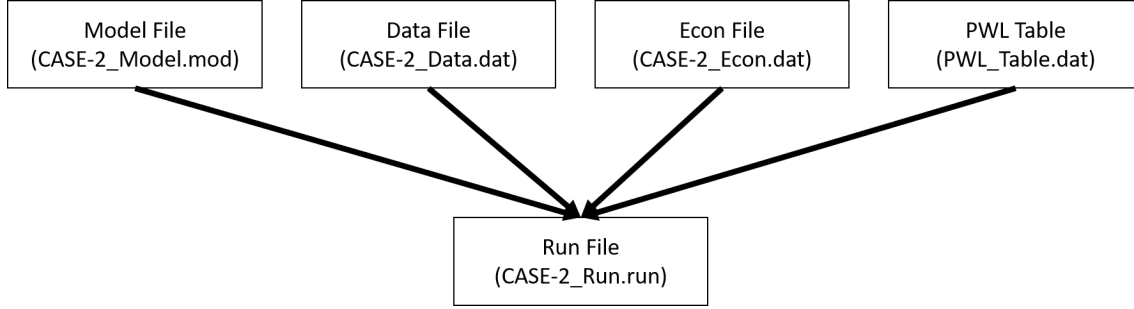 Model File
(CASE-2_Model.mod)
Data File
(CASE-2_Data.dat)
Econ File
(CASE-2_Econ.dat)
PWL Table
(PWL_Table.dat)
Run File
(CASE-2_Run.run)